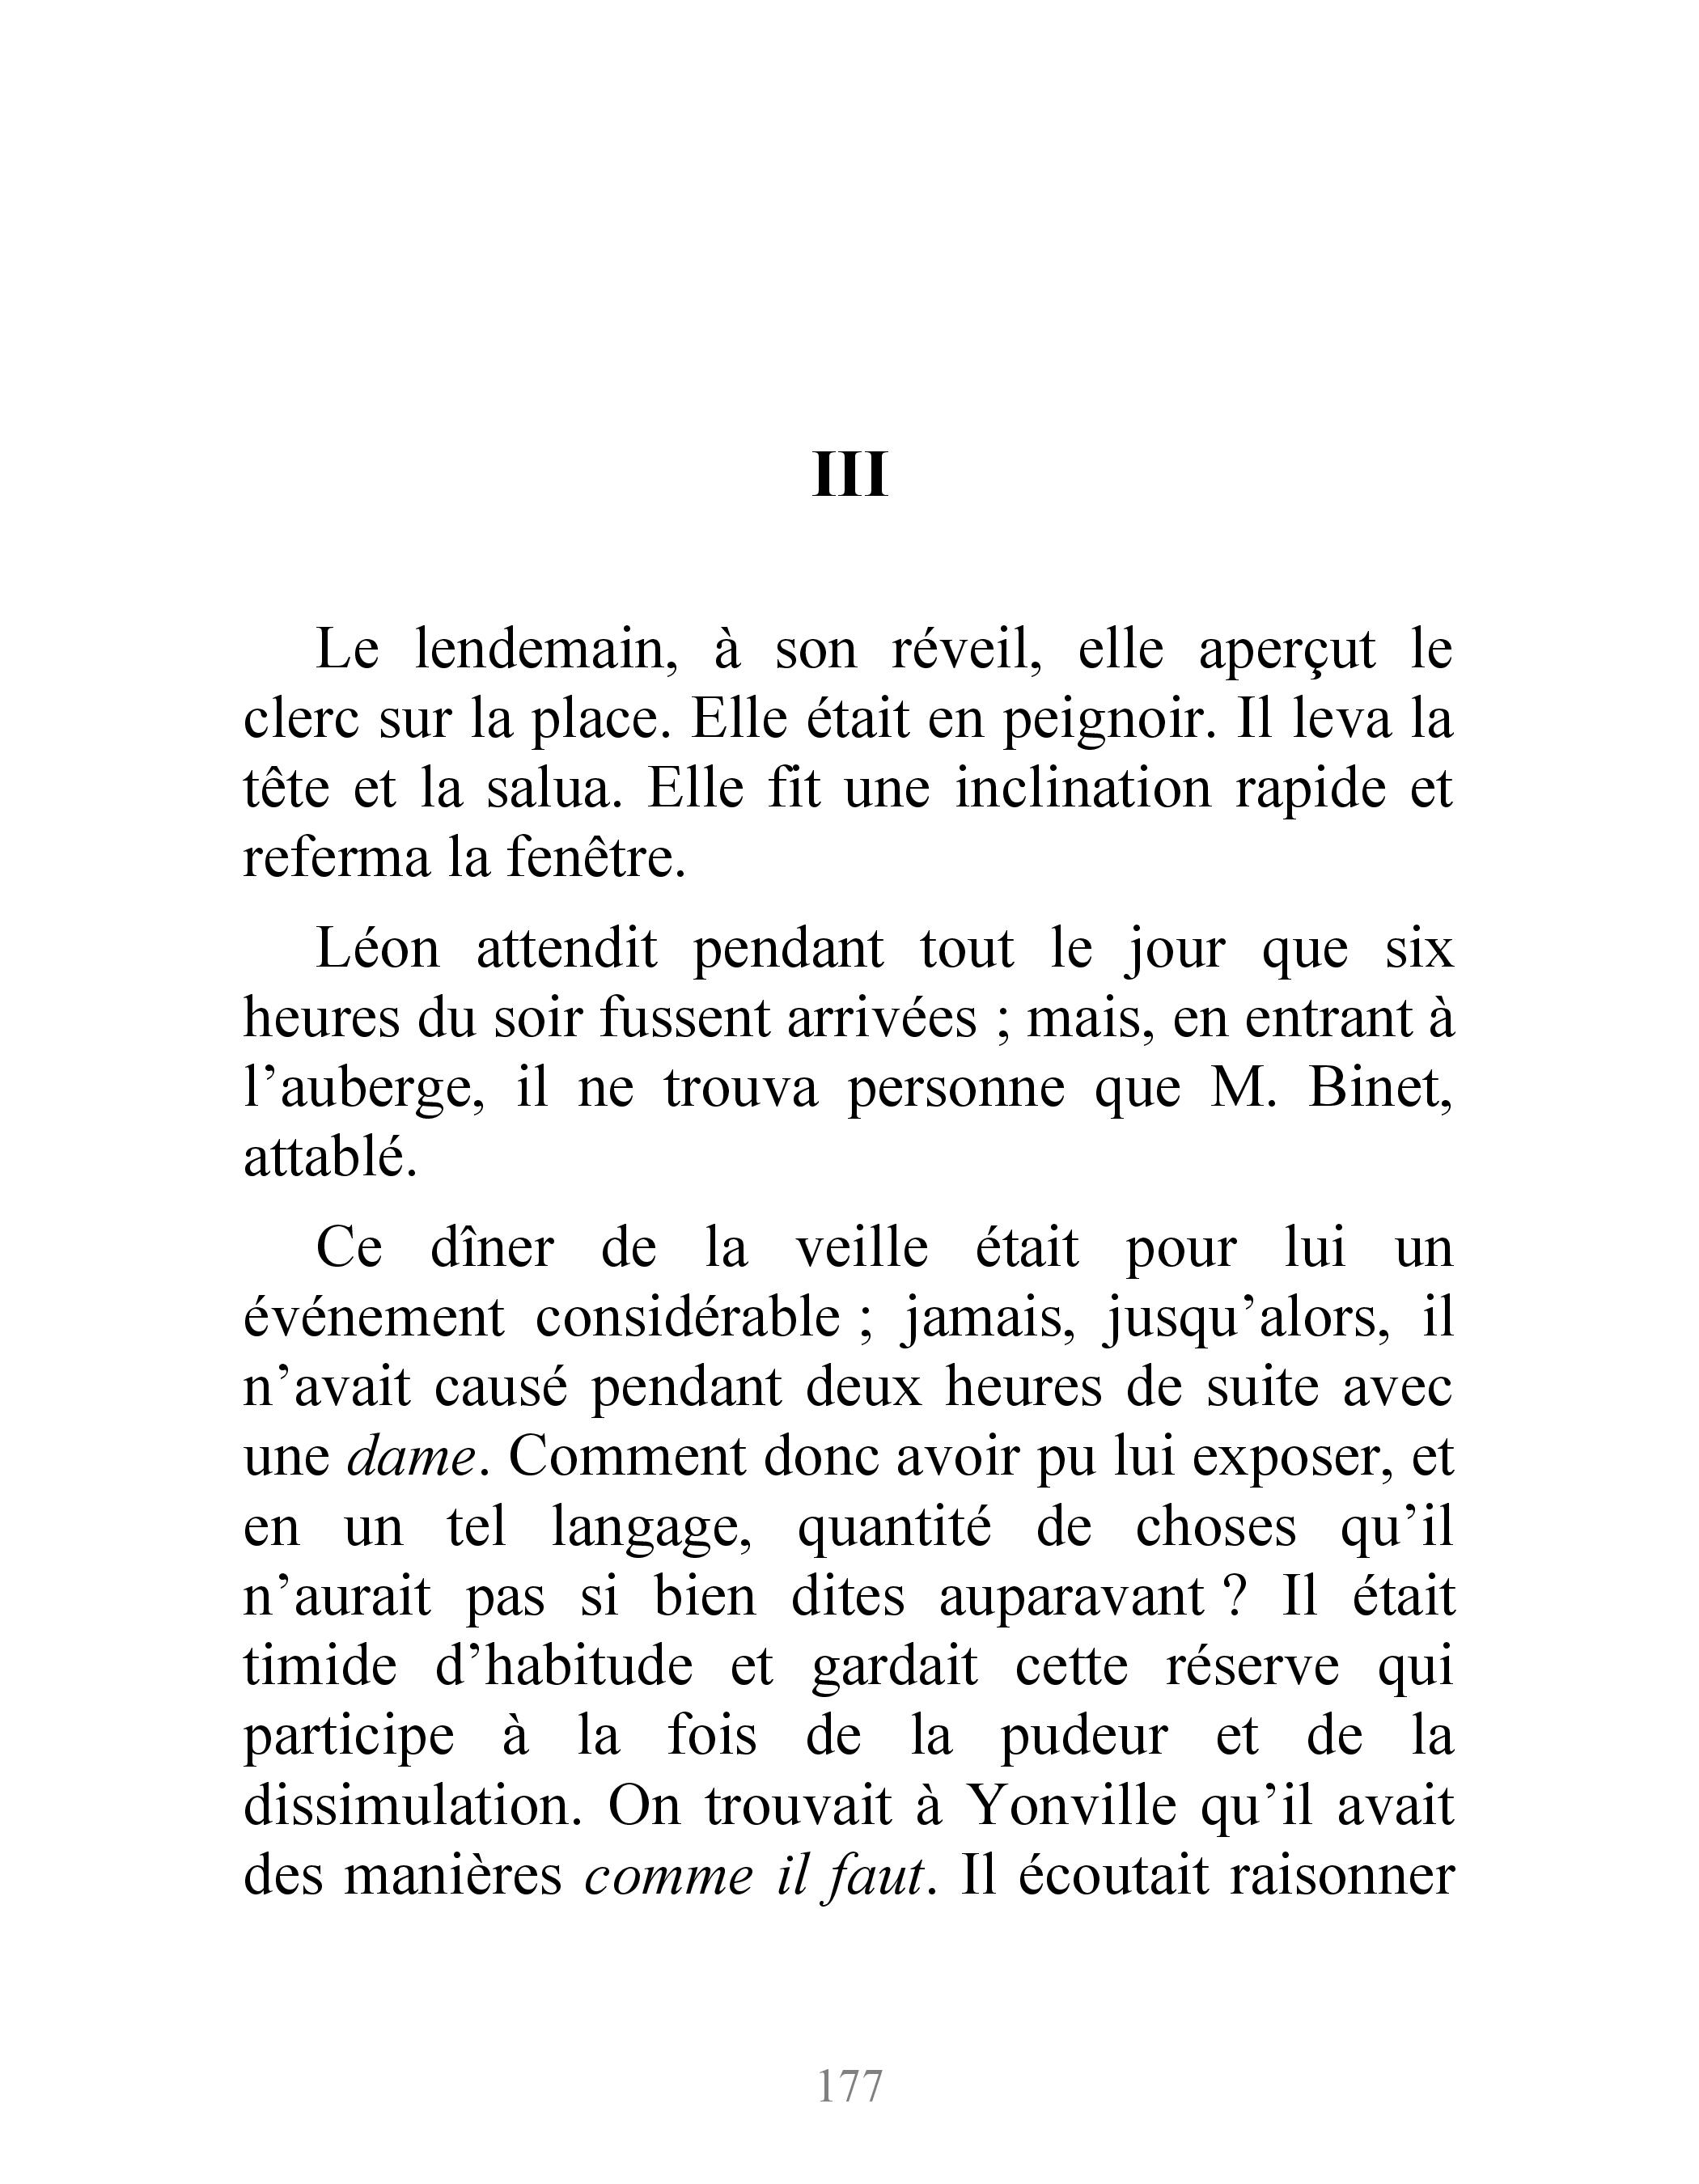 III
Le lendemain, à son réveil, elle aperçut le
clerc sur la place. Elle était en peignoir. Il leva la
tête et la salua. Elle fit une inclination rapide et
referma la fenêtre.
Léon attendit pendant tout le jour que six
heures du soir fussent arrivées ; mais, en entrant à
l’auberge, il ne trouva personne que M. Binet,
attablé.
Ce dîner de la veille était pour lui un
événement considérable ; jamais, jusqu’alors, il
n’avait causé pendant deux heures de suite avec
une dame. Comment donc avoir pu lui exposer, et
en un tel langage, quantité de choses qu’il
n’aurait pas si bien dites auparavant ? Il était
timide d’habitude et gardait cette réserve qui
participe à la fois de la pudeur et de la
dissimulation. On trouvait à Yonville qu’il avait
des manières comme il faut. Il écoutait raisonner
177